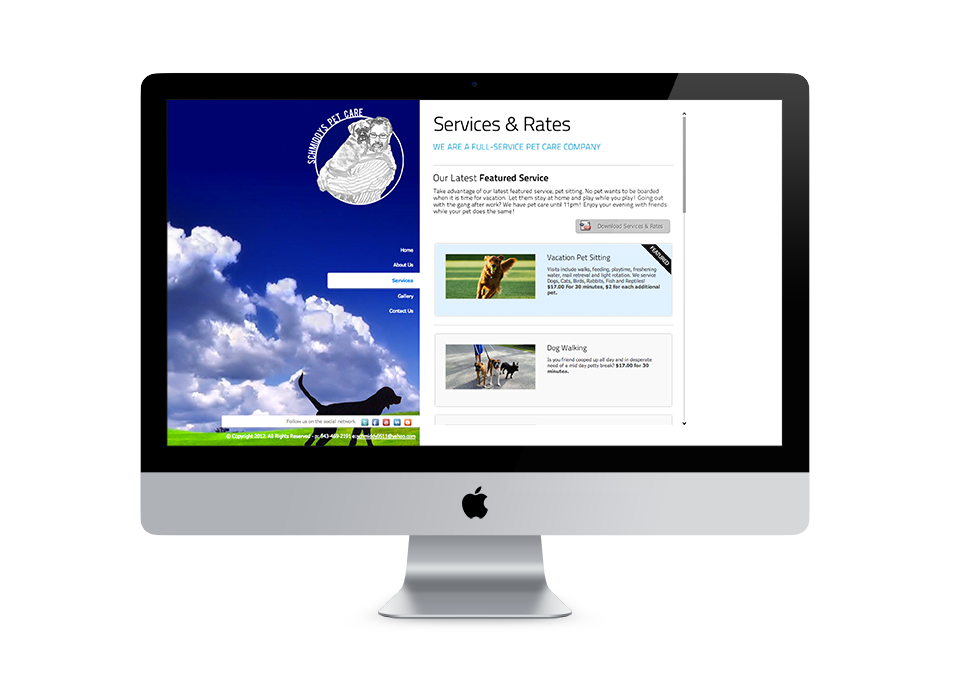 SCHMIDDYS PET CARE
Home
About Us
Services
Gallery
Contact Us
Follow us on the social network
© Copyright 2013. All Rights Reserved - p: 843-469-2191 e:schmiddy0511@yahoo.com
Services & Rates
WE ARE A FULL-SERVICE PET CARE COMPANY
Our Latest Featured Service
Take advantage of our latest featured service, pet sitting. No pet wants to be boarded
when it is time for vacation. Let them stay at home and play while you play! Going out
with the gang after work? We have pet care until 11pm! Enjoy your evening with friends
while your pet does the same!
Download Services & Rates
FEATURED
Vacation Pet Sitting
Visits include walks, feeding, playtime, freshening
water, mail retrieval and light rotation. We service
Dogs, Cats, Birds, Rabbits, Fish and Reptiles!
$17.00 for 30 minutes, $2 for each additional
pet.
Dog Walking
Is you friend cooped up all day and in desperate
need of a mid day potty break? $17.00 for 30
minutes.